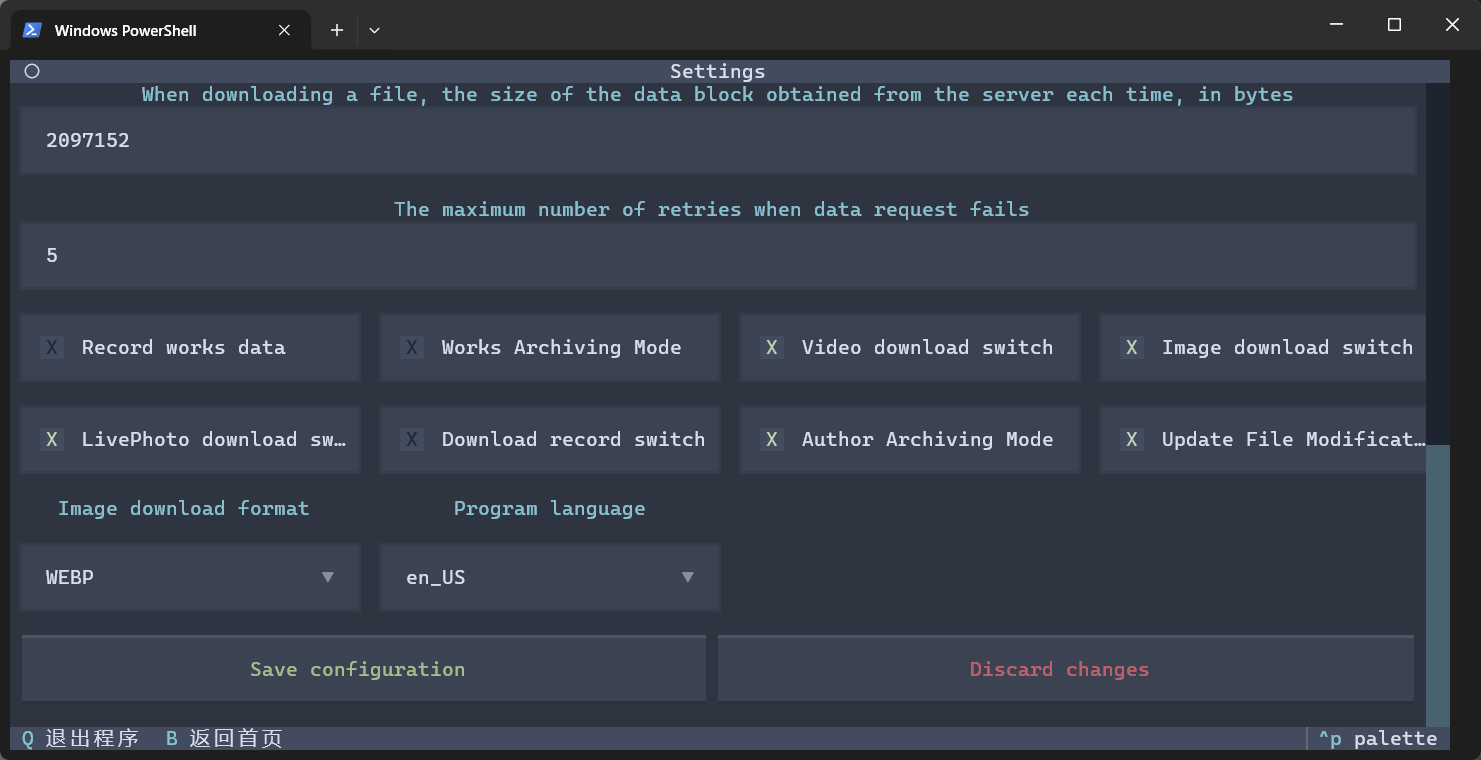 Windows PowerShell
Settings
When downloading a file, the size of the data block obtained from the server each time, in bytes
2097152
The maximum number of retries when data request fails
5
X Record works data X Works Archiving Mode X Video download switch X Image download switch
X LivePhoto download sw… X Download record switch X Author Archiving Mode X Update File Modificat…
Image download format Program language
WEBP ▼ en_US ▼
Save configuration Discard changes
Q 退出程序 B 返回首页 ^p palette